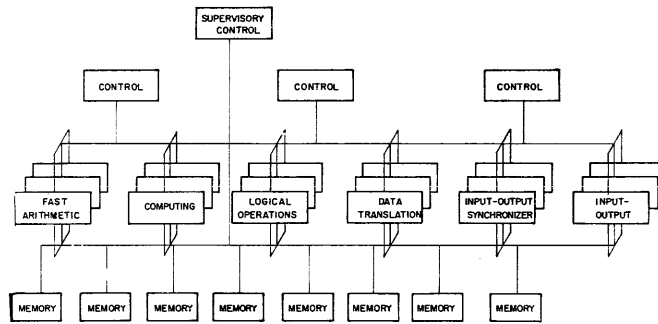 SUPERVISORY
CONTROL
CONTROL
CONTROL
CONTROL
FAST
ARITHMETIC
COMPUTING
LOGICAL
OPERATIONS
DATA
TRANSLATION
INPUT-OUTPUT
SYNCHRONIZER
INPUT-
OUTPUT
MEMORY
MEMORY
MEMORY
MEMORY
MEMORY
MEMORY
MEMORY
MEMORY